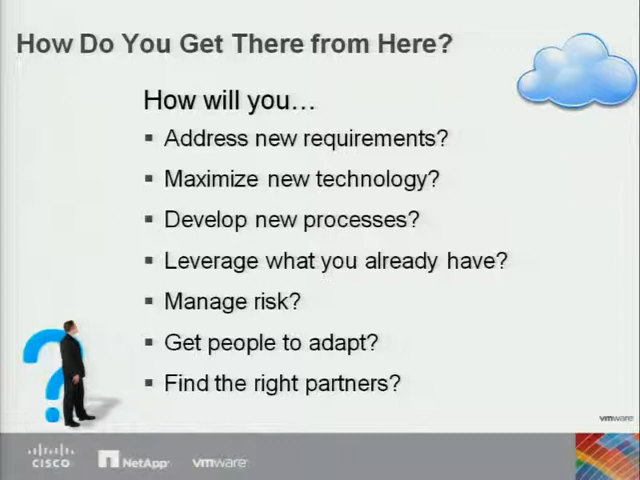 How Do You Get There from Here?
How will you…
▪ Address new requirements?
▪ Maximize new technology?
▪ Develop new processes?
▪ Leverage what you already have?
▪ Manage risk?
▪ Get people to adapt?
▪ Find the right partners?
vmware
CISCO
NetApp
vmware